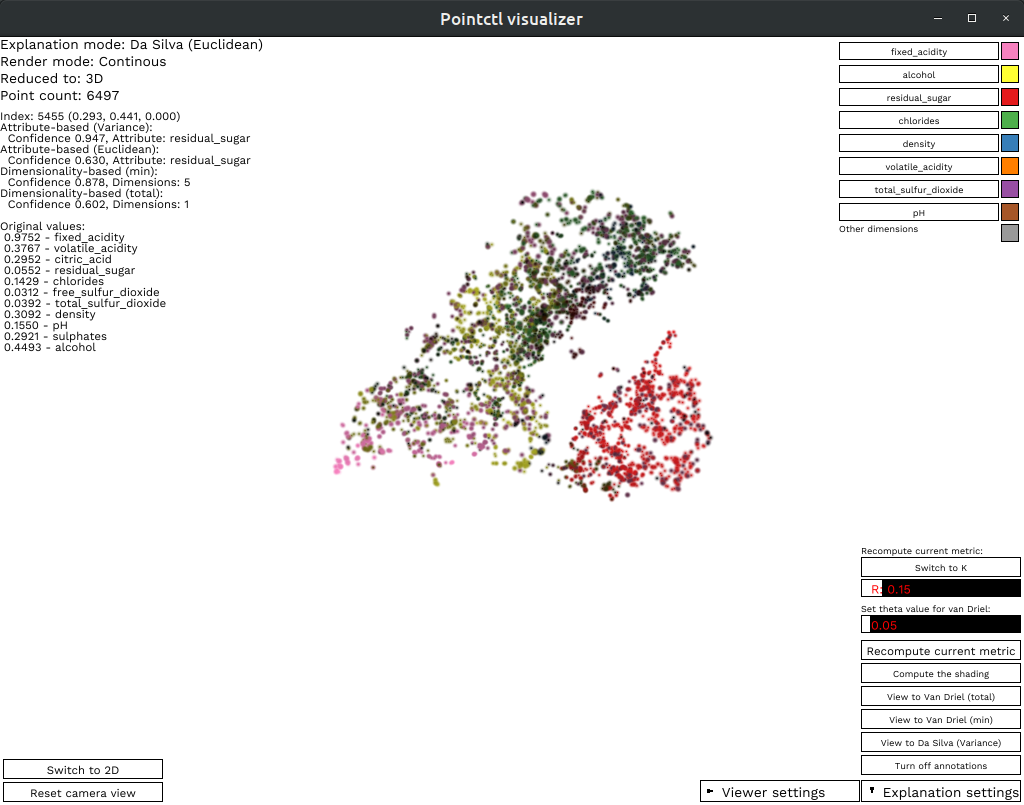 Pointctl visualizer
Explanation mode: Da Silva (Euclidean)
Render mode: Continous
Reduced to: 3D
Point count: 6497
Index: 5455 (0.293, 0.441, 0.000)
Attribute-based (Variance):
Confidence 0.947, Attribute: residual_sugar
Attribute-based (Euclidean):
Confidence 0.630, Attribute: residual_sugar
Dimensionality-based (min):
Confidence 0.878, Dimensions: 5
Dimensionality-based (total):
Confidence 0.602, Dimensions: 1
Original values:
0.9752 - fixed_acidity
0.3767 - volatile_acidity
0.2952 - citric_acid
0.0552 - residual_sugar
0.1429 - chlorides
0.0312 - free_sulfur_dioxide
0.0392 - total_sulfur_dioxide
0.3092 - density
0.1550 - pH
0.2921 - sulphates
0.4493 - alcohol
fixed_acidity
alcohol
residual_sugar
chlorides
density
volatile_acidity
total_sulfur_dioxide
pH
Other dimensions
Recompute current metric:
Switch to K
R: 0.15
Set theta value for van Driel:
0.05
Recompute current metric
Compute the shading
View to Van Driel (total)
View to Van Driel (min)
View to Da Silva (Variance)
Turn off annotations
Switch to 2D
Reset camera view
Viewer settings
Explanation settings